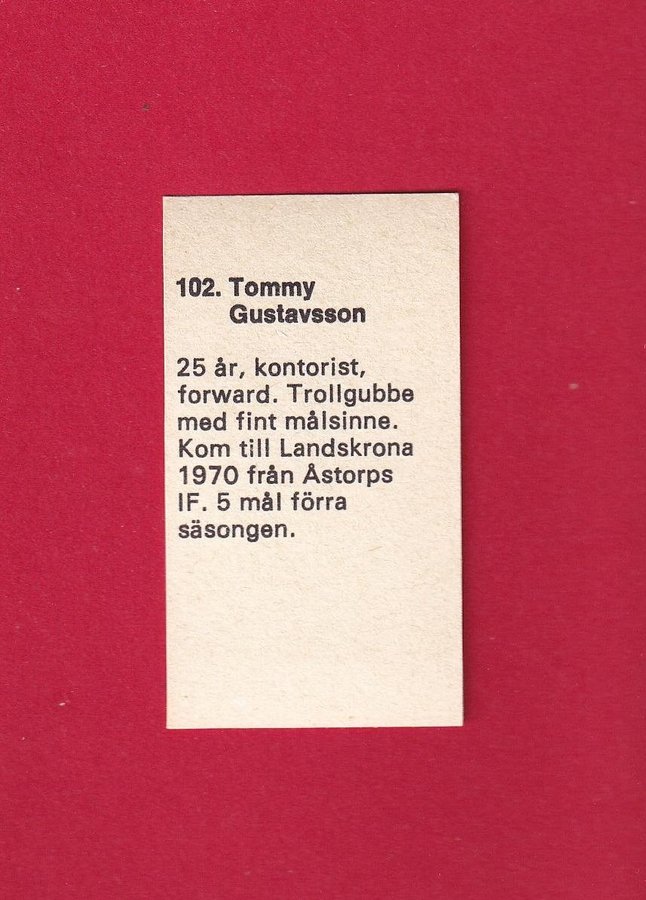 102. Tommy
Gustavsson
25 år, kontorist,
forward. Trollgubbe
med fint målsinne.
Kom till Landskrona
1970 från Åstorps
IF. 5 mål förra
säsongen.